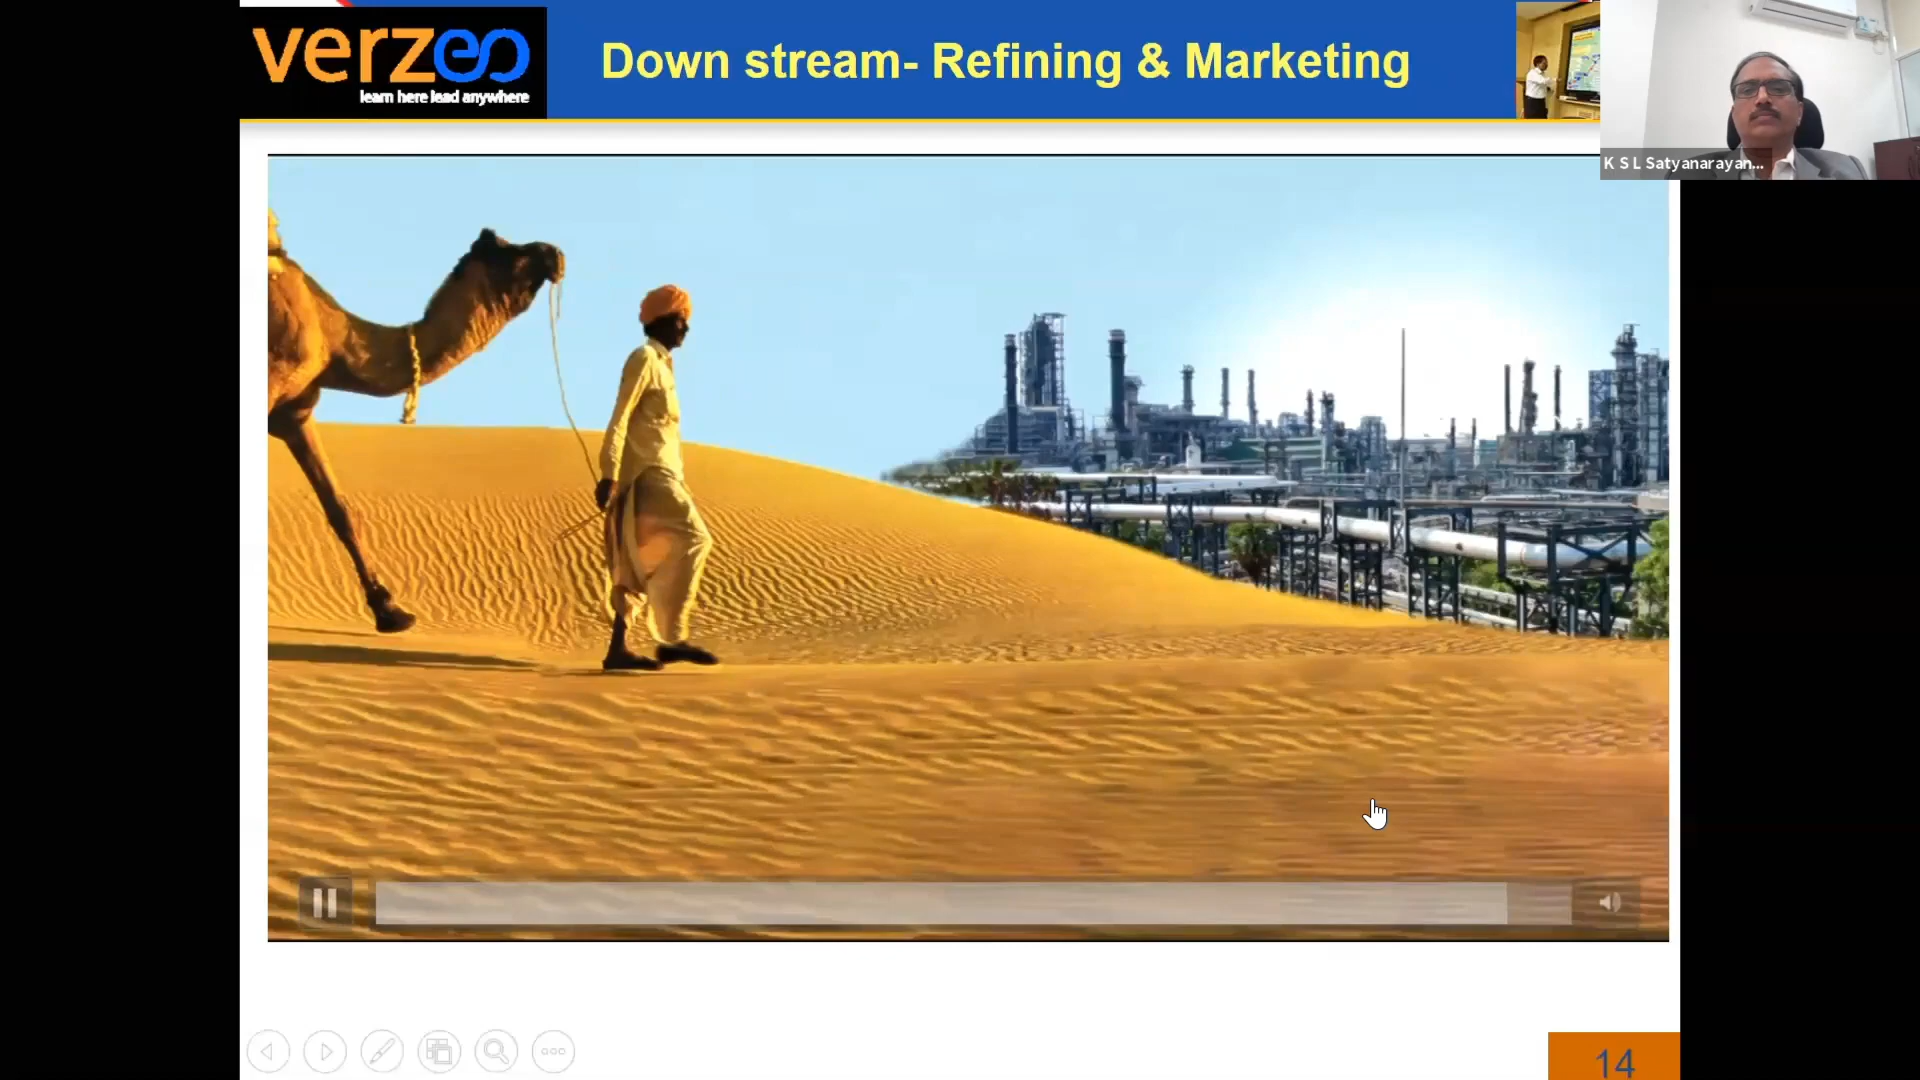 verzeo
learn here lead anywhere
Down stream- Refining & Marketing
K S L Satyanarayan...
14